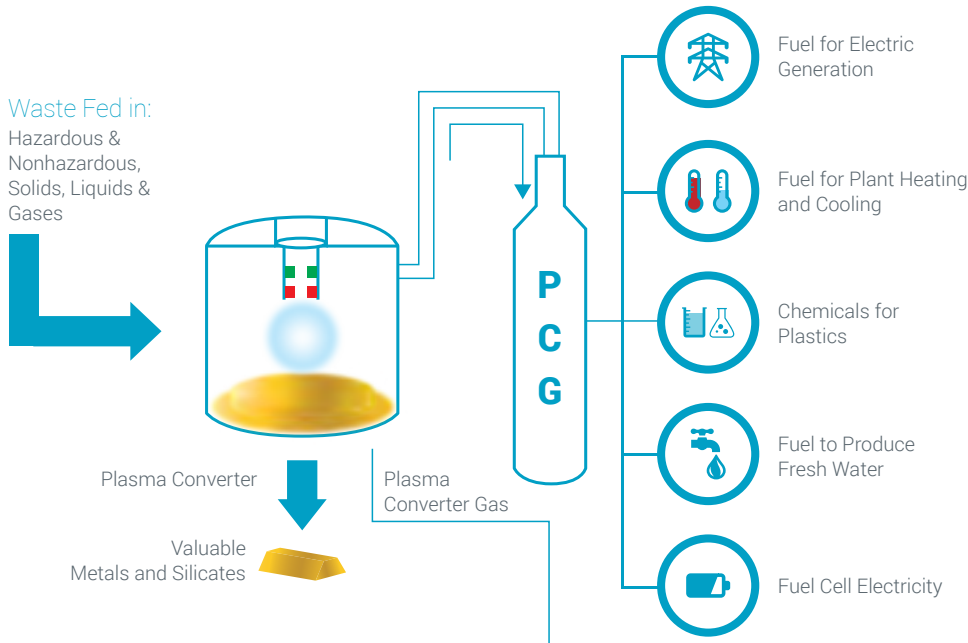 Waste Fed in:
Hazardous &
Nonhazardous,
Solids, Liquids &
Gases
Plasma Converter
Valuable
Metals and Silicates
Plasma
Converter Gas
P
C
G
Fuel for Electric
Generation
Fuel for Plant Heating
and Cooling
Chemicals for
Plastics
Fuel to Produce
Fresh Water
Fuel Cell Electricity